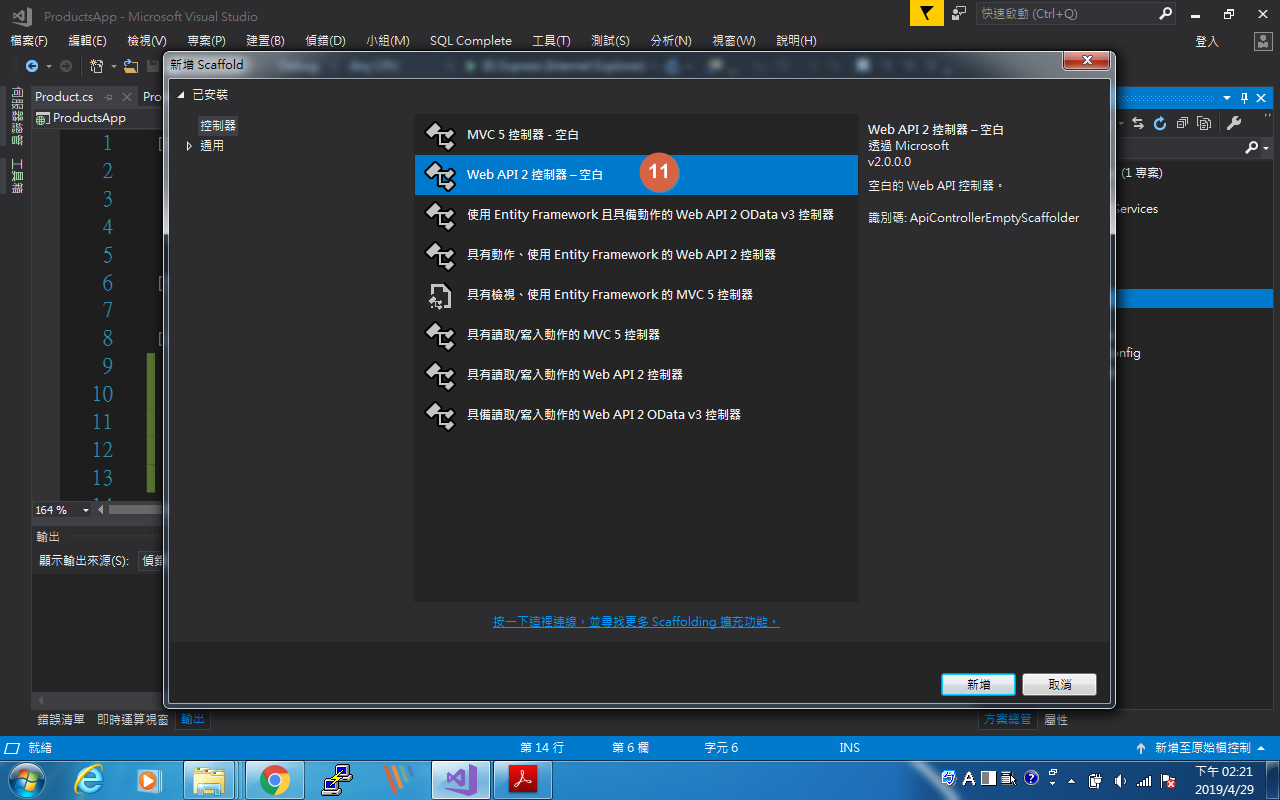 ProductsApp - Microsoft Visual Studio
快速啟動 (Ctrl+Q)
檔案(F) 編輯(E) 檢視(V) 專案(P) 建置(B) 偵錯(D) 小組(M) SQL Complete 工具(T) 測試(S) 分析(N) 視窗(W) 說明(H)
登入
新增 Scaffold
伺服器總管
工具箱
Product.cs
Pro
ProductsApp
1
2
3
4
5
6
7
8
9
10
11
12
13
14
164 %
已安裝
控制器
通用
MVC 5 控制器 - 空白
Web API 2 控制器 – 空白
11
使用 Entity Framework 且具備動作的 Web API 2 OData v3 控制器
具有動作、使用 Entity Framework 的 Web API 2 控制器
具有檢視、使用 Entity Framework 的 MVC 5 控制器
具有讀取/寫入動作的 MVC 5 控制器
具有讀取/寫入動作的 Web API 2 控制器
具備讀取/寫入動作的 Web API 2 OData v3 控制器
Web API 2 控制器 – 空白
透過 Microsoft
v2.0.0.0
空白的 Web API 控制器。
識別碼: ApiControllerEmptyScaffolder
按一下這裡連線，並尋找更多 Scaffolding 擴充功能。
新增 取消
(1 專案)
Services
nfig
輸出
顯示輸出來源(S): 偵錯
錯誤清單 即時運算視窗 輸出
方案總管 屬性
就緒 第 14 行 第 6 欄 字元 6 INS 新增至原始檔控制
下午 02:21
2019/4/29